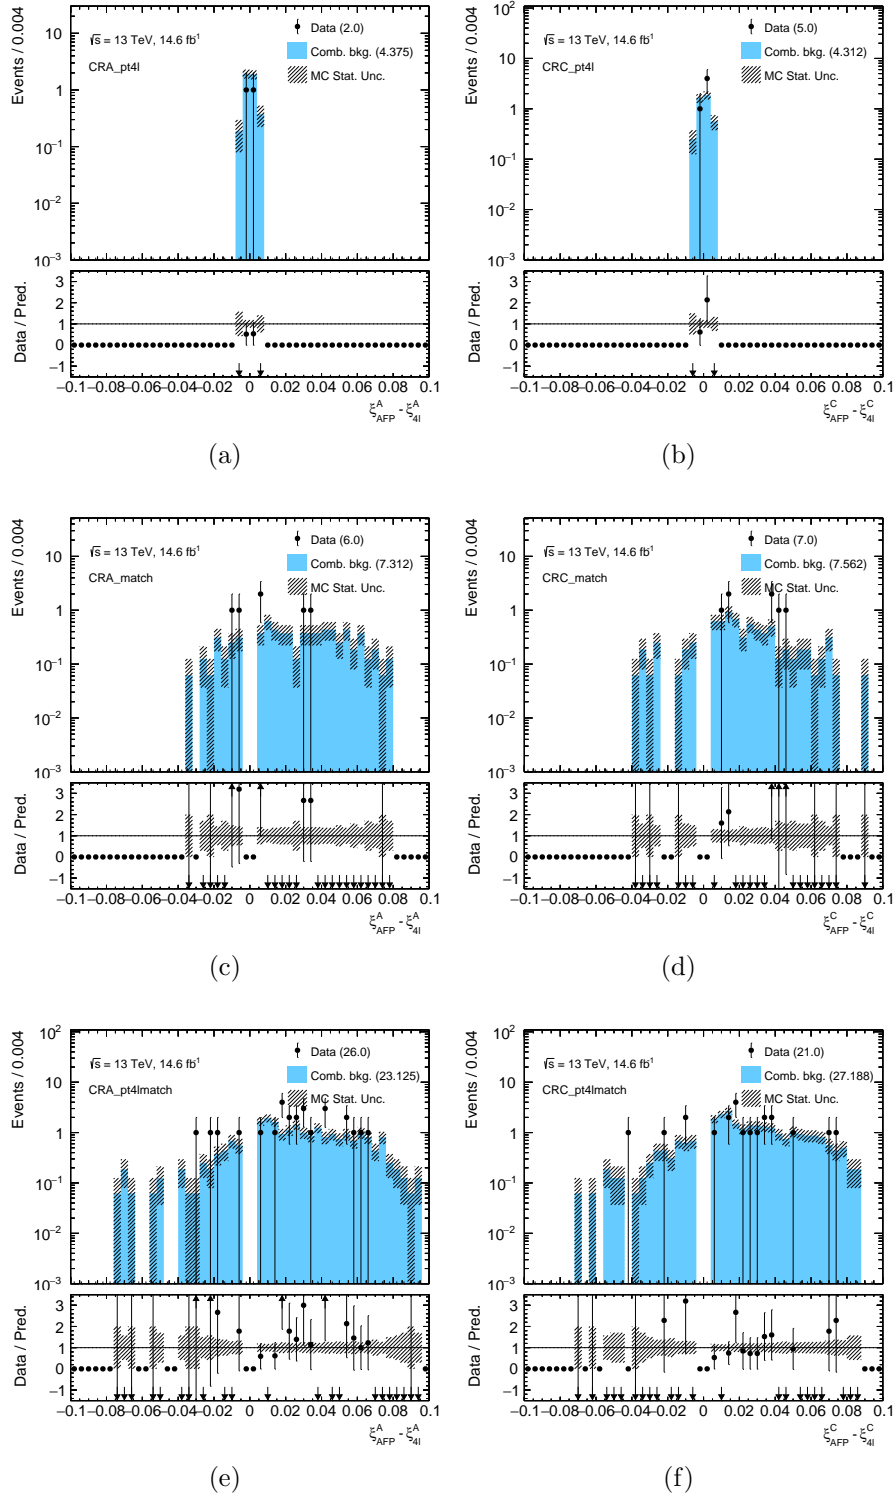 Events / 0.004
10
1
10⁻¹
10⁻²
10⁻³
√s = 13 TeV, 14.6 fb¹
CRA_pt4l
Data (2.0)
Comb. bkg. (4.375)
MC Stat. Unc.
Data / Pred.
3
2
1
0
−1
−0.1 −0.08 −0.06 −0.04 −0.02 0 0.02 0.04 0.06 0.08 0.1
ξ^A_AFP - ξ^A_4l
(a)
Events / 0.004
10²
10
1
10⁻¹
10⁻²
10⁻³
√s = 13 TeV, 14.6 fb¹
CRC_pt4l
Data (5.0)
Comb. bkg. (4.312)
MC Stat. Unc.
Data / Pred.
3
2
1
0
−1
−0.1 −0.08 −0.06 −0.04 −0.02 0 0.02 0.04 0.06 0.08 0.1
ξ^C_AFP - ξ^C_4l
(b)
Events / 0.004
10
1
10⁻¹
10⁻²
10⁻³
√s = 13 TeV, 14.6 fb¹
CRA_match
Data (6.0)
Comb. bkg. (7.312)
MC Stat. Unc.
Data / Pred.
3
2
1
0
−1
−0.1 −0.08 −0.06 −0.04 −0.02 0 0.02 0.04 0.06 0.08 0.1
ξ^A_AFP - ξ^A_4l
(c)
Events / 0.004
10
1
10⁻¹
10⁻²
10⁻³
√s = 13 TeV, 14.6 fb¹
CRC_match
Data (7.0)
Comb. bkg. (7.562)
MC Stat. Unc.
Data / Pred.
3
2
1
0
−1
−0.1 −0.08 −0.06 −0.04 −0.02 0 0.02 0.04 0.06 0.08 0.1
ξ^C_AFP - ξ^C_4l
(d)
Events / 0.004
10²
10
1
10⁻¹
10⁻²
10⁻³
√s = 13 TeV, 14.6 fb¹
CRA_pt4lmatch
Data (26.0)
Comb. bkg. (23.125)
MC Stat. Unc.
Data / Pred.
3
2
1
0
−1
−0.1 −0.08 −0.06 −0.04 −0.02 0 0.02 0.04 0.06 0.08 0.1
ξ^A_AFP - ξ^A_4l
(e)
Events / 0.004
10²
10
1
10⁻¹
10⁻²
10⁻³
√s = 13 TeV, 14.6 fb¹
CRC_pt4lmatch
Data (21.0)
Comb. bkg. (27.188)
MC Stat. Unc.
Data / Pred.
3
2
1
0
−1
−0.1 −0.08 −0.06 −0.04 −0.02 0 0.02 0.04 0.06 0.08 0.1
ξ^C_AFP - ξ^C_4l
(f)